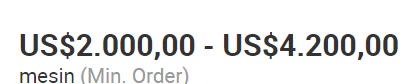 US$2.000,00 - US$4.200,00
mesin (Min. Order)